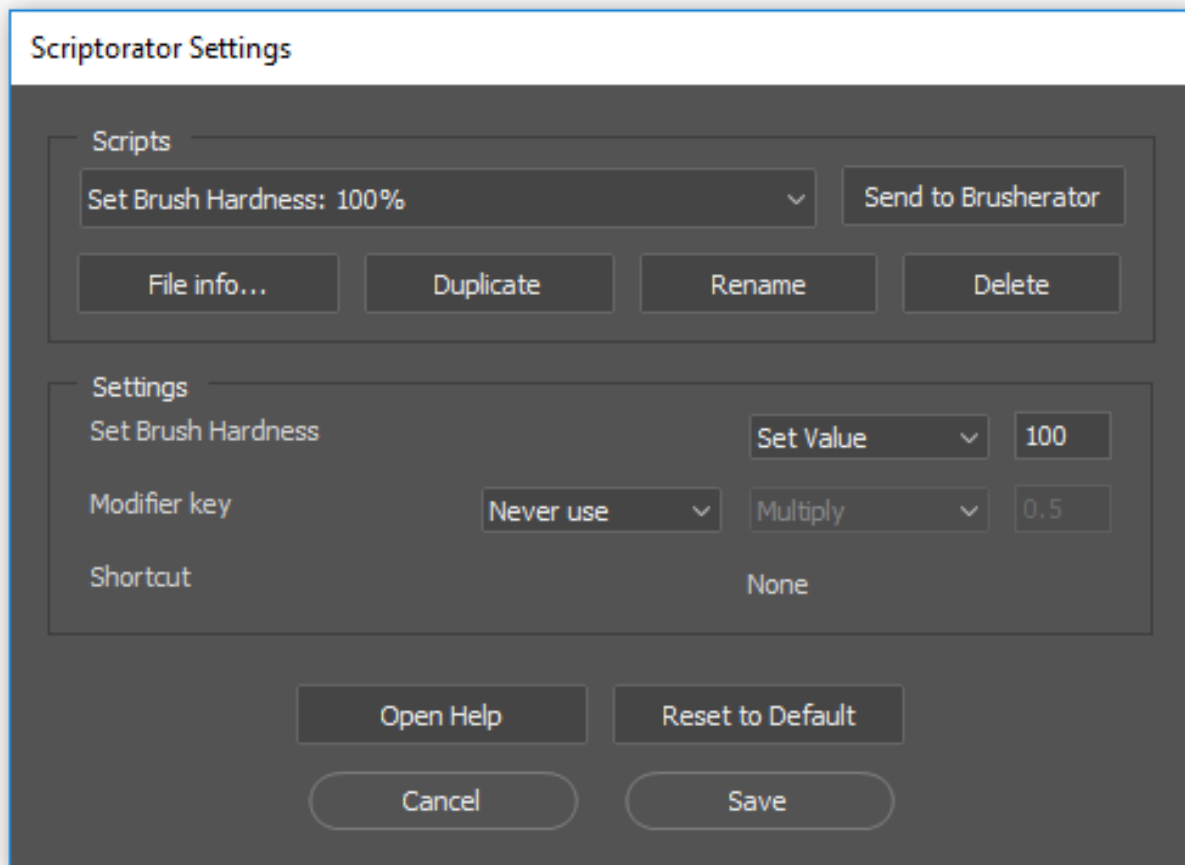 Scriptorator Settings
Scripts
Set Brush Hardness: 100%
Send to Brusherator
File info...
Duplicate
Rename
Delete
Settings
Set Brush Hardness
Set Value
100
Modifier key
Never use
Multiply
0.5
Shortcut
None
Open Help
Reset to Default
Cancel
Save